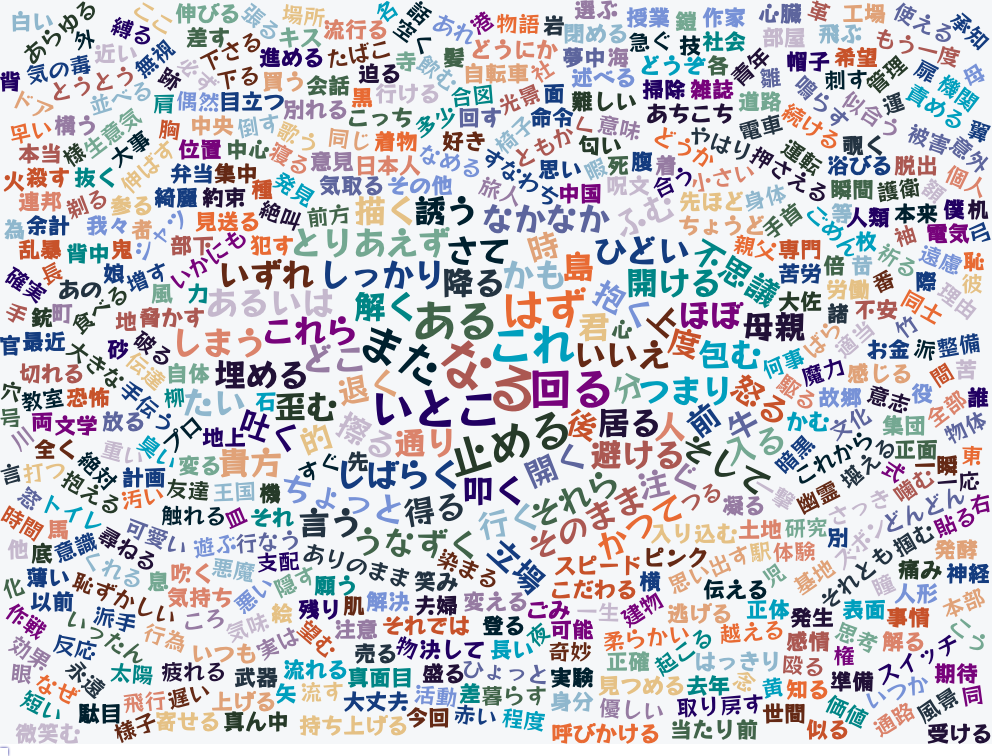 白い
あらゆる
外
縛る
ここ
伸びる
張る
場所
名
話
驚く
あれ
港
物語
岩
選ぶ
授業
鎧
作家
心臓
革
工場
使える
承知
近い
無視
差す
キス
流行る
どうにか
閉める
急ぐ
技
社会
部屋
飛ぶ
もう一度
母
背
気の毒
とうとう
跡
必ず
下さる
下る
進める
たばこ
迫る
寺
飲む
髪
自転車
社
夢中
海
述べる
どうぞ
各
青年
帽子
希望
刺す
管理
扉
機関
ドア
並べる
肩
偶然
目立つ
買う
会話
別れる
黒
行ける
合図
光景
面
難しい
掃除
雑誌
雛
鳴らす
似合う
運
責める
翼
早い
構う
生意気
胸
中央
倒す
歌う
同じ
こっち
着物
多少
回す
好き
椅子
命令
あちこち
道路
続ける
覗く
被害
意外
本当
様
大事
位置
中心
寝る
意見
日本人
なめる
すなわち
ともかく
匂い
意味
どうか
やはり
電車
押さえる
運転
浴びる
脱出
火
殺す
抜く
伸ばす
弁当
集中
種
発見
気取る
その他
旅人
思い
暇
死
腹
着
小さい
瞬間
護衛
個人
連邦
剃る
参る
綺麗
約束
絶叫
前方
描く
誘う
なかなか
中国
呪文
合う
ふむ
先ほど
身体
手首
ごめん
等
人類
本来
僕
机
為
余計
我々
者
シャツ
見送る
とりあえず
さて
時
ひどい
ちょうど
親父
専門
枚
祈る
袖
電気
弓
乱暴
背中
鬼
部下
犯す
いかにも
不思議
苦労
倍
昔
遠慮
恥
確実
長
あの
娘
増す
いずれ
しっかり
降る
かも
島
開ける
大佐
労働
番
際
彼
手
銃
町
食べる
風
力
あるいは
解く
ある
はず
抱く
ほぼ
母親
諸
不安
同士
理由
地
脅かす
これら
また
な
これ
君
心
上
度
しまう
どこ
いいえ
包む
何事
ばら
適当
竹
お金
派
整備
官
最近
砂
破る
大きな
伝達
自体
埋める
退く
なる
回る
分
つまり
怒る
殴る
魔力
感じる
間
苦
切れる
穴
教室
恐怖
手伝う
柳
たい
石
歪む
いとこ
前
牛
故郷
意志
役
誰
号
両
文学
放る
プロ
地上
吐く
的
擦る
通り
止める
後
居る
人
そして
入る
かむ
文化
集団
全部
物体
全く
重い
臭い
変る
貴方
すぐ
先
しばらく
開く
避ける
暗黒
これから
正面
東
言
打つ
絶対
計画
友達
王国
機
叩く
それら
注ぐ
凝る
幽霊
堪える
式
一瞬
一応
窓
抱える
汚い
触れる
皿
それ
ちょっと
得る
行く
そのまま
かつて
つる
撃
さっき
噛む
トイレ
言う
うなずく
入り込む
土地
研究
別
ズボン
どんどん
貼る
右
時間
馬
可愛い
遊ぶ
行なう
支配
ありのまま
染まる
立場
スピード
ピンク
駅
体験
それとも
掴む
発酵
他
底
意識
尋ねる
悪魔
隠す
笑み
こだわる
横
思い出す
児
基地
瞳
痛み
神経
化
薄い
恥ずかしい
くれる
息
吹く
悪い
願う
伝える
人形
以前
気持ち
絵
残り
肌
解決
夫婦
変える
ごみ
一生
建物
逃げる
正体
発生
表面
事情
本部
作戦
派手
ころ
気味
望む
注意
それでは
登る
夜
可能
柔らかい
越える
感情
思考
解る
いったん
行為
実は
売る
物
決して
長い
奇妙
起こる
権
スイッチ
効果
反応
いつも
正確
はっきり
殴る
準備
期待
眼
なぜ
永遠
太陽
疲れる
武器
流れる
真面目
盛る
ひょっと
実験
見つめる
去年
念
黄
知る
いつか
風景
同
短い
飛行
遅い
上げる
矢
流す
大丈夫
活動
差
暮らす
身分
優しい
取り戻す
世間
価値
通路
駄目
微笑む
様子
寄せる
真ん中
持ち上げる
今回
赤い
程度
呼びかける
当たり前
似る
受ける